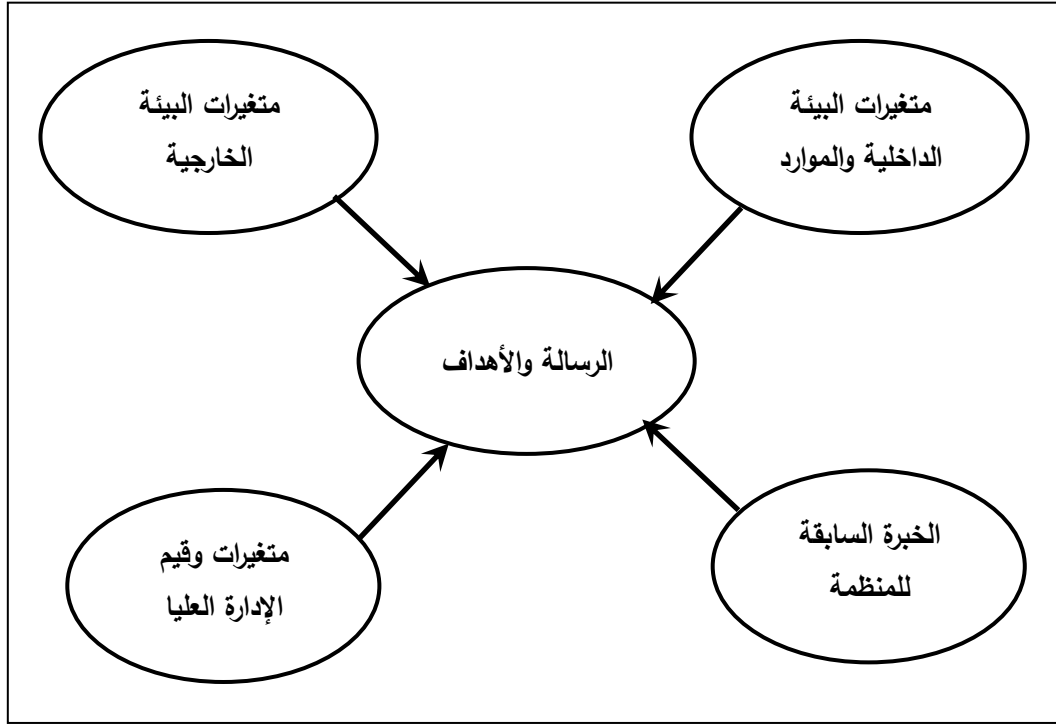 متغيرات البيئة
الداخلية والموارد
متغيرات البيئة
الخارجية
الرسالة والأهداف
الخبرة السابقة
للمنظمة
متغيرات وقيم
الإدارة العليا